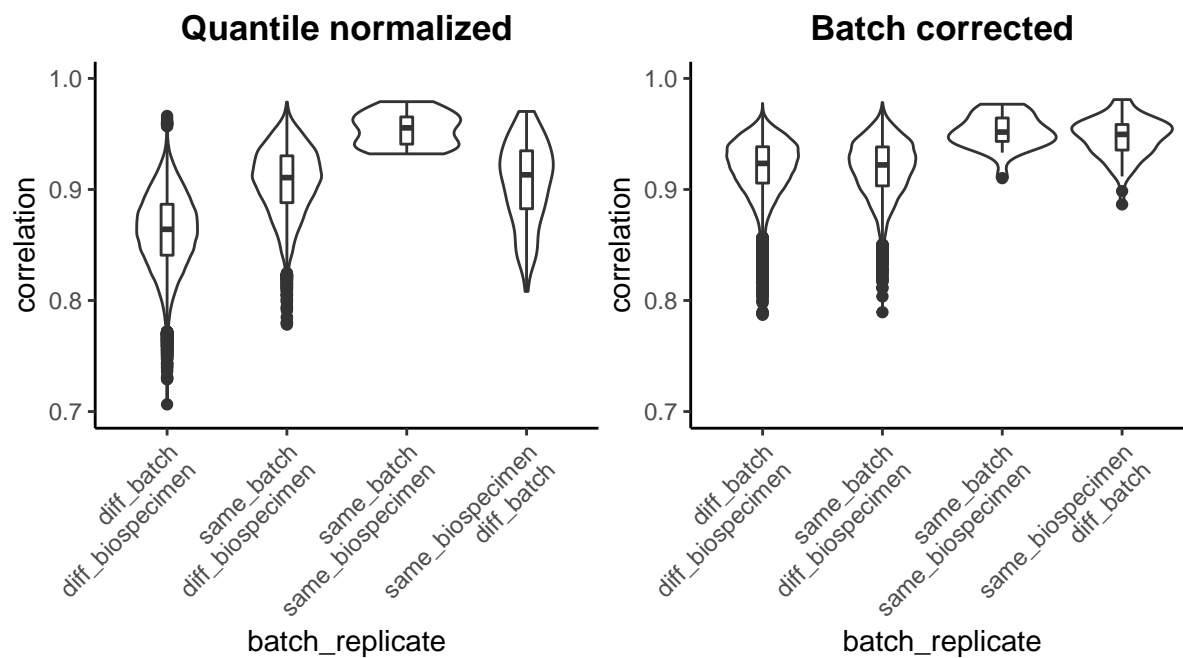 Quantile normalized
correlation
1.0
0.9
0.8
0.7
diff_batch
diff_biospecimen
same_batch
diff_biospecimen
same_batch
same_biospecimen
same_biospecimen
diff_batch
batch_replicate
Batch corrected
correlation
1.0
0.9
0.8
0.7
diff_batch
diff_biospecimen
same_batch
diff_biospecimen
same_batch
same_biospecimen
same_biospecimen
diff_batch
batch_replicate